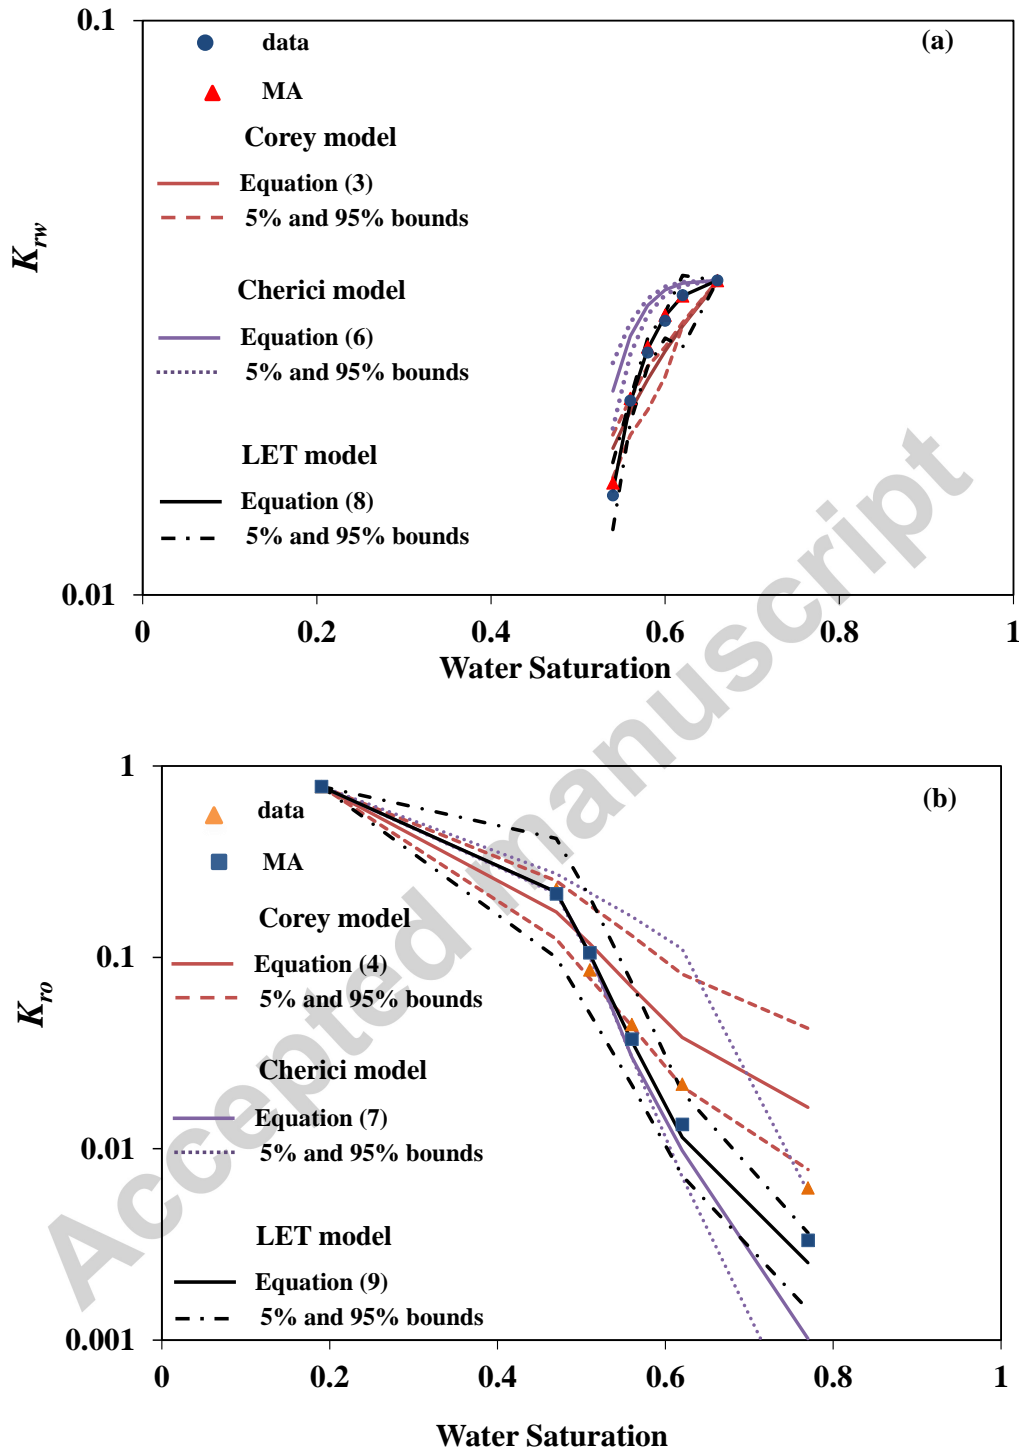 0.1
(a)
data
MA
Corey model
Equation (3)
5% and 95% bounds
K_rw
Cherici model
Equation (6)
5% and 95% bounds
LET model
Equation (8)
5% and 95% bounds
0.01
0 0.2 0.4 0.6 0.8 1
Water Saturation
1
(b)
data
MA
Corey model
0.1
Equation (4)
5% and 95% bounds
K_ro
Cherici model
Equation (7)
0.01
5% and 95% bounds
LET model
Equation (9)
5% and 95% bounds
0.001
0 0.2 0.4 0.6 0.8 1
Water Saturation
Accepted manuscript